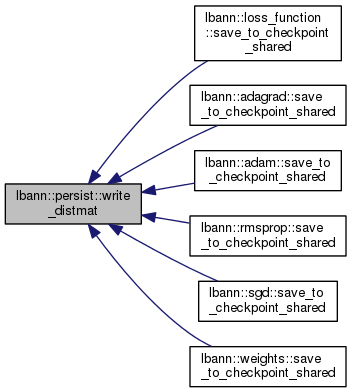 lbann::loss_function
::save_to_checkpoint
_shared
lbann::adagrad::save
_to_checkpoint_shared
lbann::adam::save_to
_checkpoint_shared
lbann::persist::write
_distmat
lbann::rmsprop::save
_to_checkpoint_shared
lbann::sgd::save_to
_checkpoint_shared
lbann::weights::save
_to_checkpoint_shared